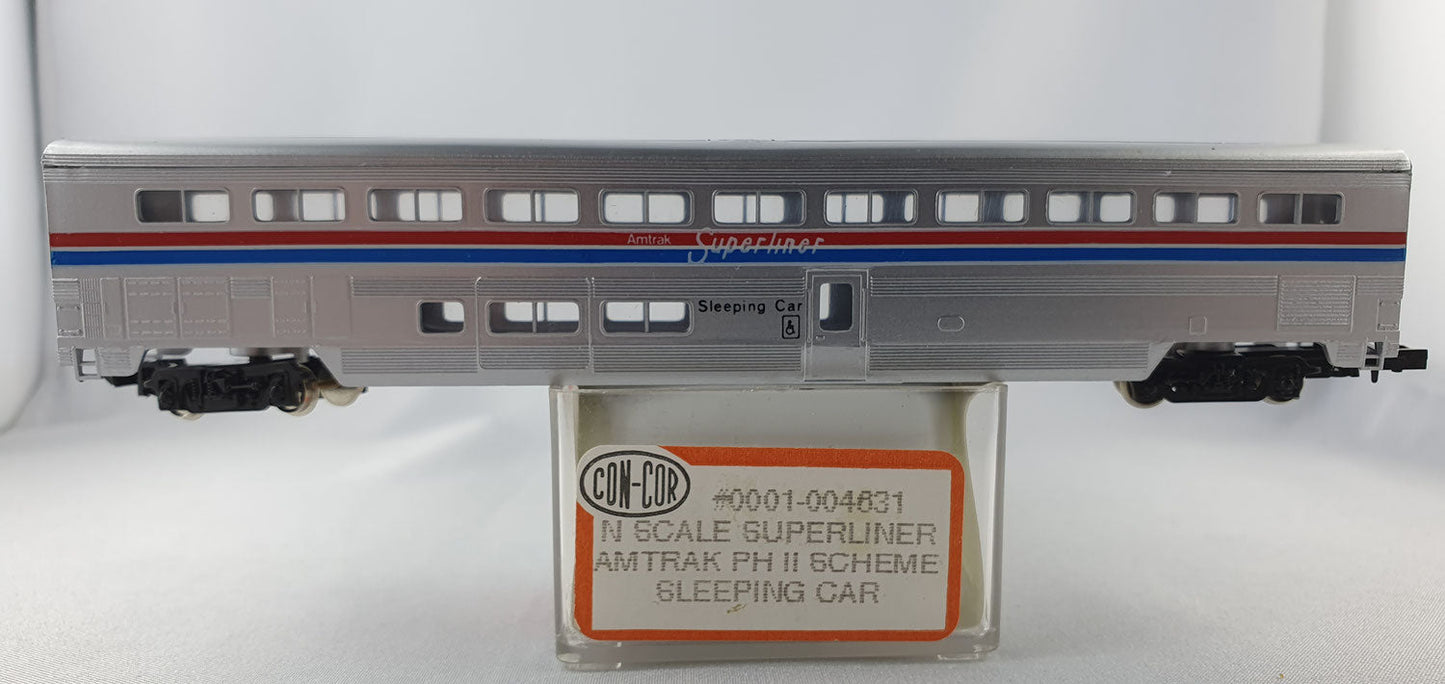 Amtrak Superliner
Sleeping Car
CON-COR
#0001-004631
N SCALE SUPERLINER
AMTRAK PH II SCHEME
SLEEPING CAR